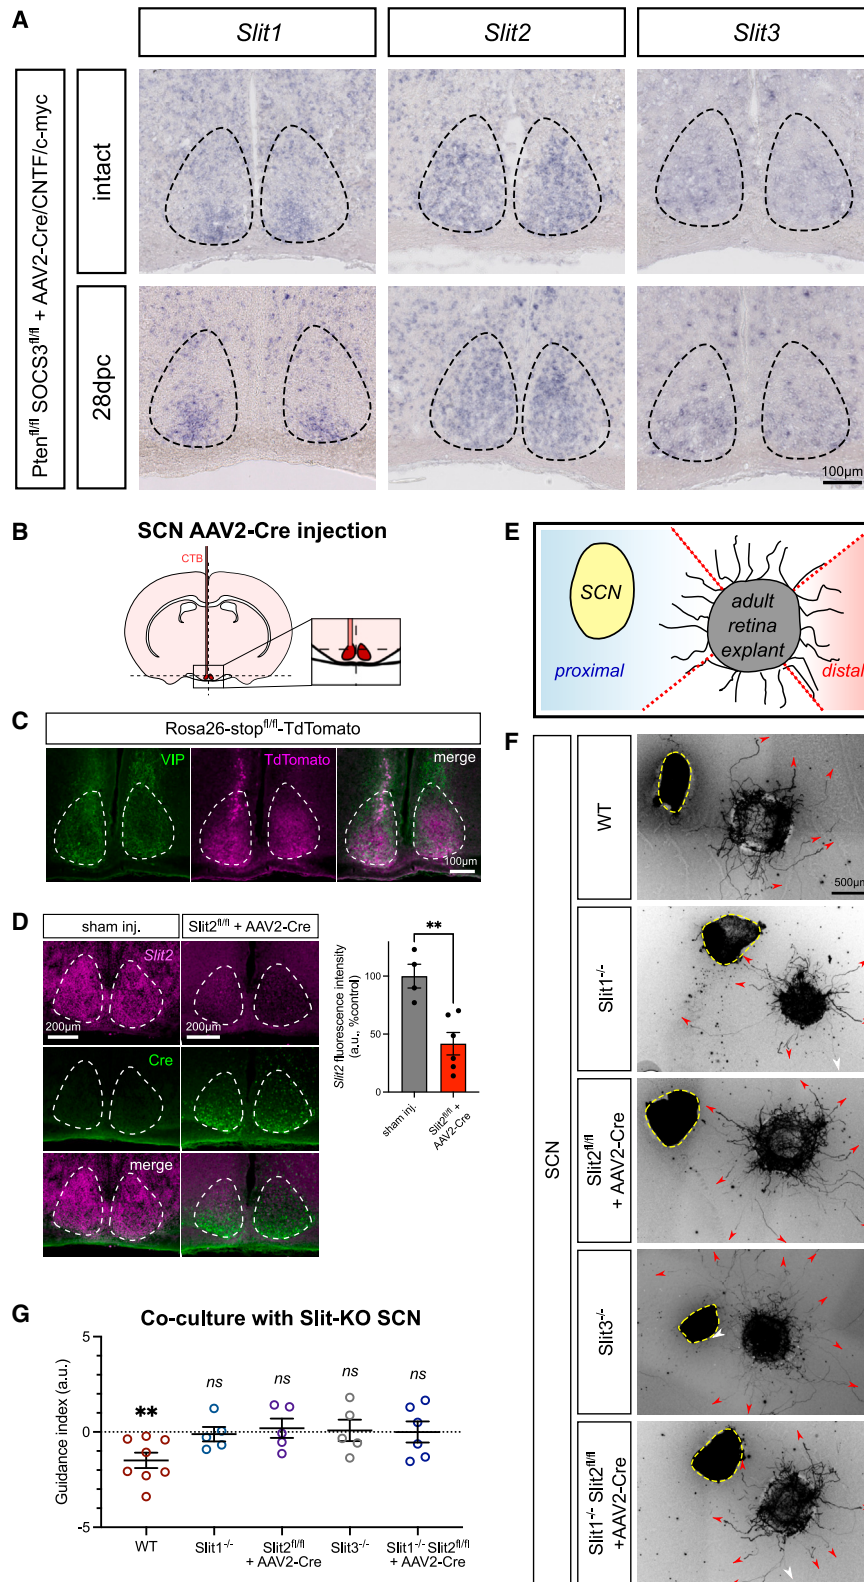 A
Slit1
Slit2
Slit3
Pten^fl/fl SOCS3^fl/fl + AAV2-Cre/CNTF/c-myc
intact
28dpc
100µm
B
SCN AAV2-Cre injection
CTB
C
Rosa26-stop^fl/fl-TdTomato
VIP
TdTomato
merge
100µm
D
sham inj.
Slit2^fl/fl + AAV2-Cre
Slit2
200µm
200µm
Cre
merge
Slit2 fluorescence intensity
(a.u., %control)
100
50
0
**
sham inj.
Slit2^fl/fl +
AAV2-Cre
E
SCN
adult
retina
explant
proximal
distal
F
SCN
WT
500µm
Slit1^-/-
Slit2^fl/fl
+ AAV2-Cre
Slit3^-/-
Slit1^-/- Slit2^fl/fl
+AAV2-Cre
G
Co-culture with Slit-KO SCN
Guidance index (a.u.)
5
0
-5
**
ns
ns
ns
ns
WT
Slit1^-/-
Slit2^fl/fl
+ AAV2-Cre
Slit3^-/-
Slit1^-/- Slit2^fl/fl
+ AAV2-Cre